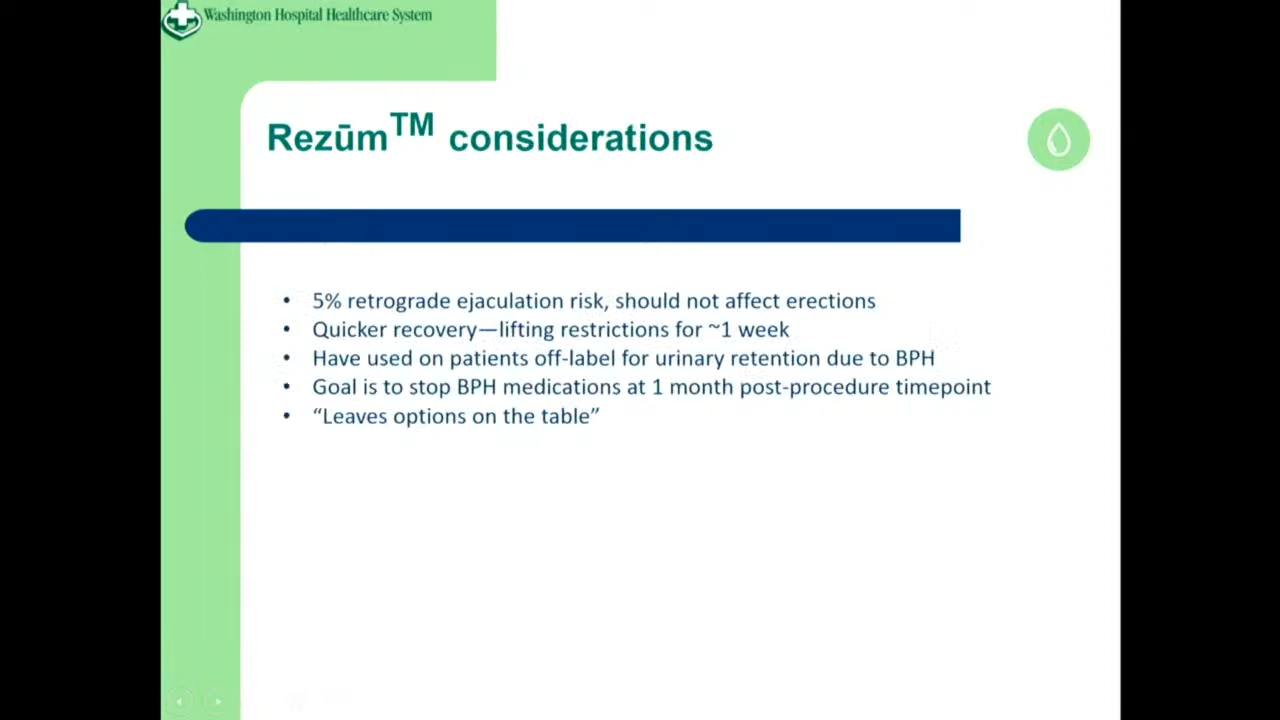 Washington Hospital Healthcare System
Rezūm™ considerations
• 5% retrograde ejaculation risk, should not affect erections
• Quicker recovery—lifting restrictions for ~1 week
• Have used on patients off-label for urinary retention due to BPH
• Goal is to stop BPH medications at 1 month post-procedure timepoint
• “Leaves options on the table”